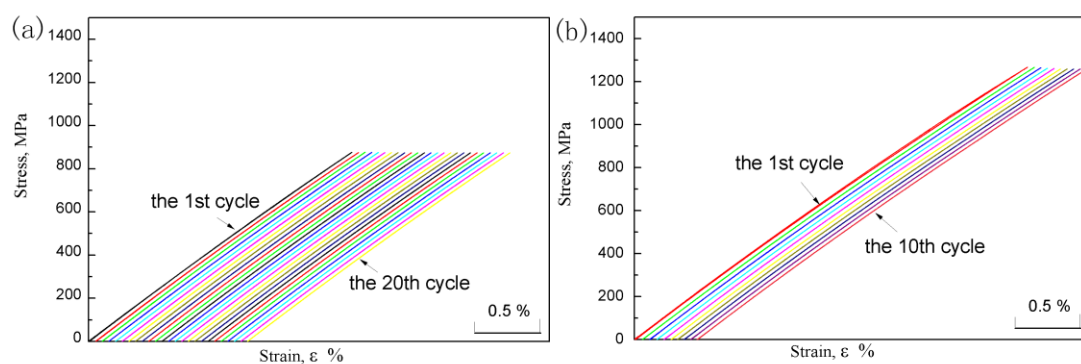 (a)
1400
1200
1000
800
600
400
200
0
Stress, MPa
the 1st cycle
the 20th cycle
0.5 %
Strain, ε %
(b)
1400
1200
1000
800
600
400
200
0
Stress, MPa
the 1st cycle
the 10th cycle
0.5 %
Strain, ε %